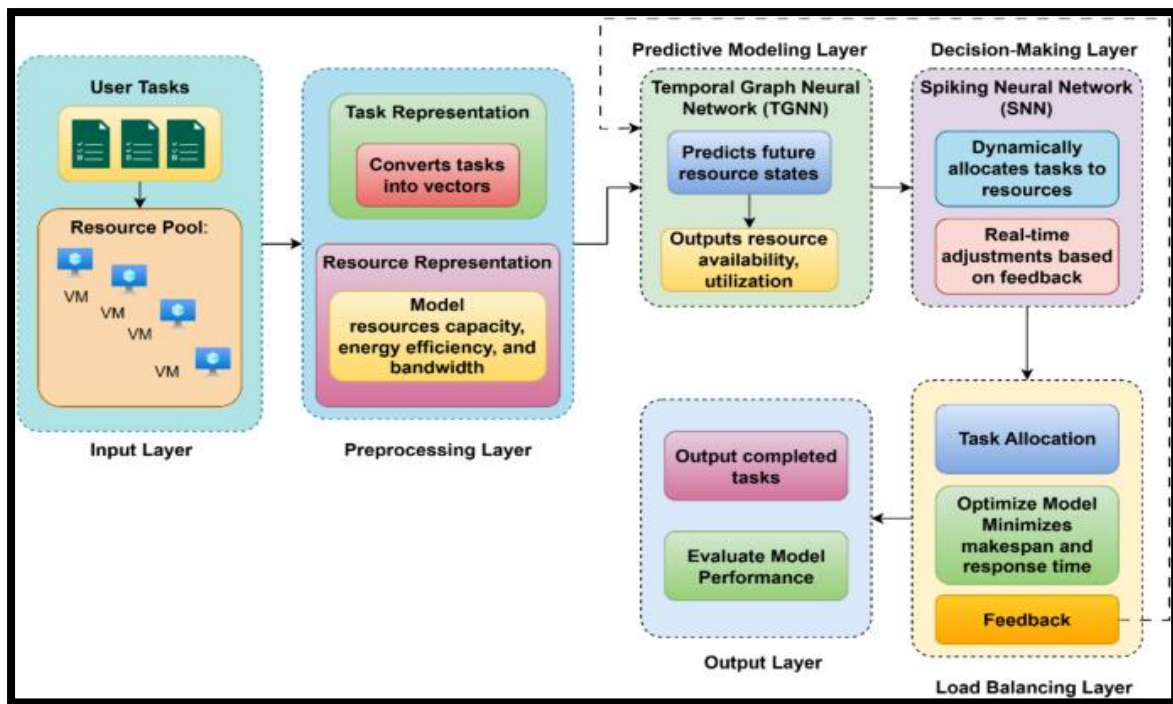 User Tasks
Resource Pool:
VM
VM
VM
VM
Input Layer
Task Representation
Converts tasks
into vectors
Resource Representation
Model
resources capacity,
energy efficiency, and
bandwidth
Preprocessing Layer
Predictive Modeling Layer
Temporal Graph Neural
Network (TGNN)
Predicts future
resource states
Outputs resource
availability,
utilization
Decision-Making Layer
Spiking Neural Network
(SNN)
Dynamically
allocates tasks to
resources
Real-time
adjustments based
on feedback
Task Allocation
Optimize Model
Minimizes
makespan and
response time
Feedback
Load Balancing Layer
Output completed
tasks
Evaluate Model
Performance
Output Layer